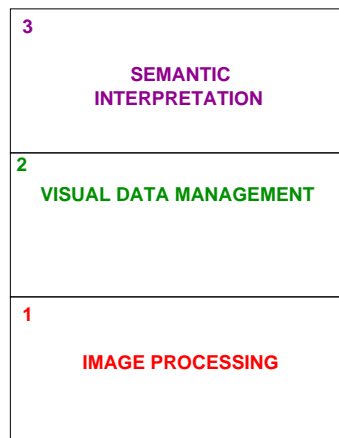 3
SEMANTIC
INTERPRETATION
2
VISUAL DATA MANAGEMENT
1
IMAGE PROCESSING